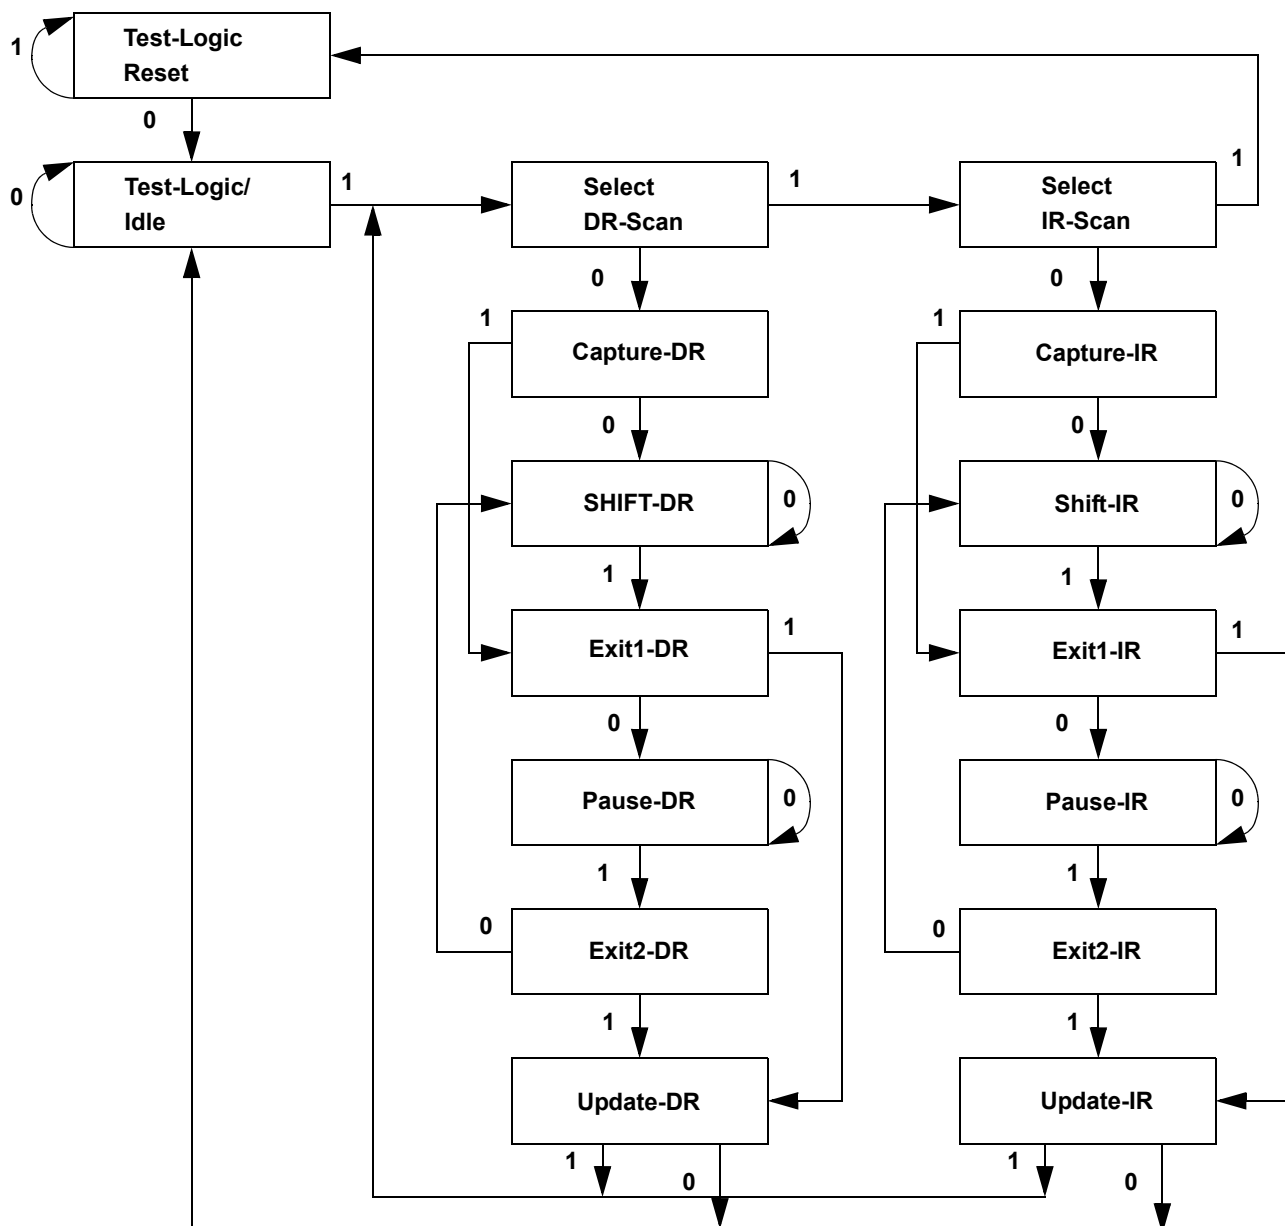 Test-Logic
Reset
1
0
Test-Logic/
Idle
0
1
Select
DR-Scan
1
Select
IR-Scan
1
0
0
1
Capture-DR
1
Capture-IR
0
0
SHIFT-DR
0
Shift-IR
0
1
1
Exit1-DR
1
Exit1-IR
1
0
0
Pause-DR
0
Pause-IR
0
1
1
0
Exit2-DR
0
Exit2-IR
1
1
Update-DR
Update-IR
1
0
1
0